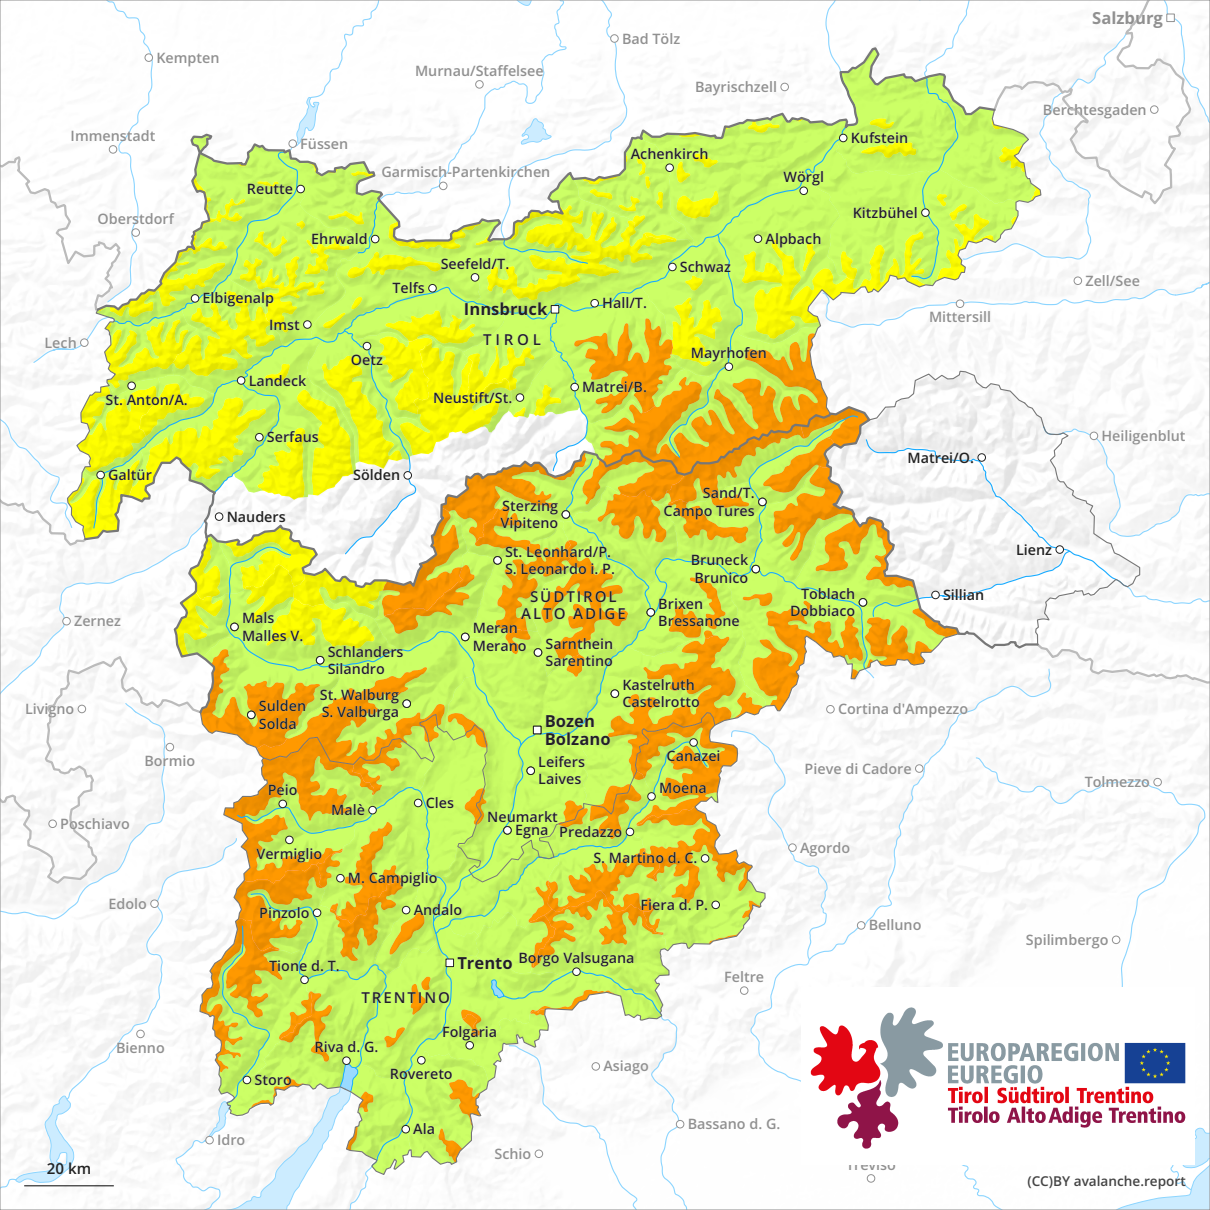 Salzburg
Bad Tölz
Kempten
Murnau/Staffelsee
Bayrischzell
Berchtesgaden
Immenstadt
Füssen
Kufstein
Achenkirch
Garmisch-Partenkirchen
Wörgl
Reutte
Kitzbühel
Oberstdorf
Ehrwald
Alpbach
Seefeld/T.
Schwaz
Zell/See
Telfs
Elbigenalp
Innsbruck
Hall/T.
Mittersill
Imst
TIROL
Lech
Oetz
Mayrhofen
Landeck
Matrei/B.
St. Anton/A.
Neustift/St.
Serfaus
Heiligenblut
Matrei/O.
Galtür
Sölden
Sand/T.
Campo Tures
Nauders
Sterzing
Vipiteno
Lienz
St. Leonhard/P.
S. Leonardo i. P.
Bruneck
Brunico
SÜDTIROL
ALTO ADIGE
Toblach
Dobbiaco
Sillian
Brixen
Bressanone
Zernez
Mals
Malles V.
Meran
Merano
Sarnthein
Sarentino
Schlanders
Silandro
Kastelruth
Castelrotto
St. Walburg
S. Valburga
Sulden
Solda
Livigno
Cortina d'Ampezzo
Bozen
Bolzano
Bormio
Canazei
Leifers
Laives
Pieve di Cadore
Tolmezzo
Peio
Moena
Malè
Cles
Neumarkt
Egna
Predazzo
Poschiavo
Vermiglio
Agordo
S. Martino d. C.
M. Campiglio
Edolo
Pinzolo
Andalo
Fiera d. P.
Belluno
Spilimbergo
Trento
Borgo Valsugana
Tione d. T.
Feltre
TRENTINO
Bienno
Folgaria
Riva d. G.
Asiago
Storo
Rovereto
EUROPAREGION
EUREGIO
Tirol Südtirol Trentino
Tirolo Alto Adige Trentino
Idro
Ala
Bassano d. G.
Schio
Treviso
20 km
(CC)BY avalanche.report